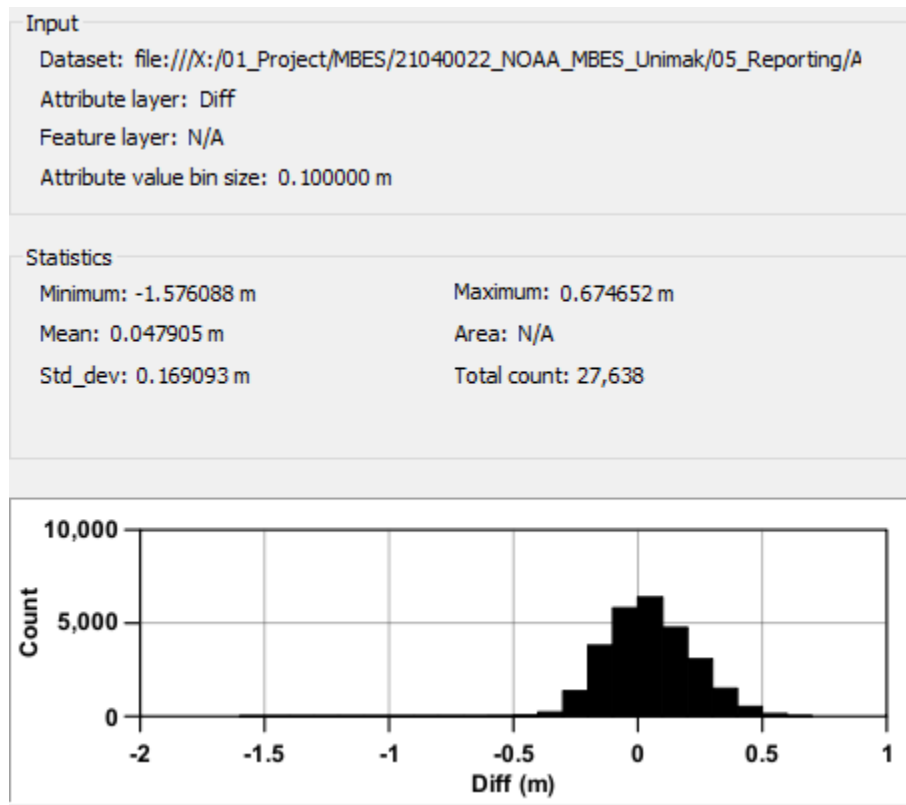 Input
Dataset: file:///X:/01_Project/MBES/21040022_NOAA_MBES_Unimak/05_Reporting/A
Attribute layer: Diff
Feature layer: N/A
Attribute value bin size: 0.100000 m
Statistics
Minimum: -1.576088 m Maximum: 0.674652 m
Mean: 0.047905 m Area: N/A
Std_dev: 0.169093 m Total count: 27,638
10,000
5,000
0
Count
-2 -1.5 -1 -0.5 0 0.5 1
Diff (m)